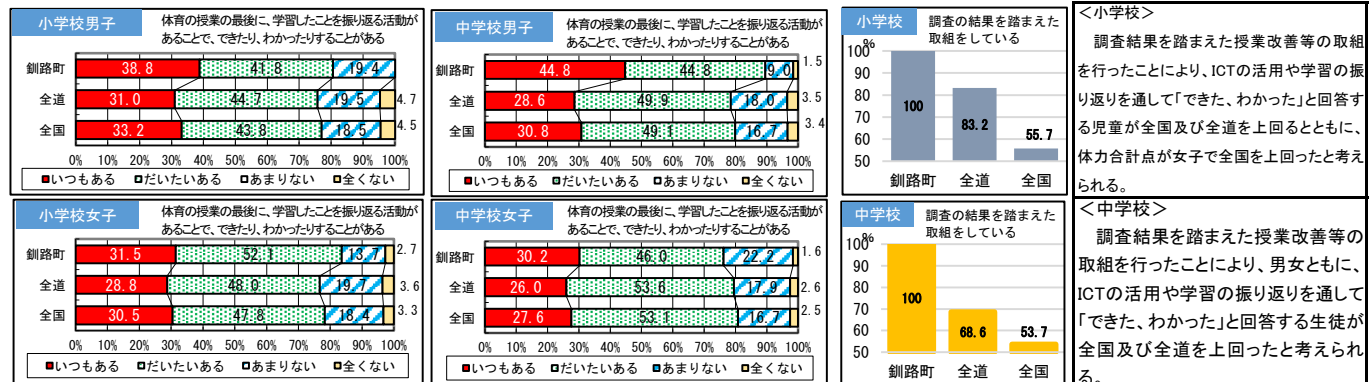 小学校男子
体育の授業の最後に、学習したことを振り返る活動が
あることで、できたり、わかったりすることがある
釧路町 38.8 41.8 19.4
全道 31.0 44.7 19.5 4.7
全国 33.2 43.8 18.5 4.5
0% 10% 20% 30% 40% 50% 60% 70% 80% 90% 100%
■いつもある □だいたいある □あまりない □全くない
中学校男子
体育の授業の最後に、学習したことを振り返る活動が
あることで、できたり、わかったりすることがある
釧路町 44.8 44.8 9.0 1.5
全道 28.6 49.9 18.0 3.5
全国 30.8 49.1 16.7 3.4
0% 10% 20% 30% 40% 50% 60% 70% 80% 90% 100%
■いつもある □だいたいある □あまりない □全くない
小学校
調査の結果を踏まえた
取組をしている
%
100
90
80
70
60
50
100 83.2 55.7
釧路町 全道 全国
<小学校>
調査結果を踏まえた授業改善等の取組
を行ったことにより、ICTの活用や学習の振
り返りを通して「できた、わかった」と回答す
る児童が全国及び全道を上回るとともに、
体力合計点が女子で全国を上回ったと考え
られる。
小学校女子
体育の授業の最後に、学習したことを振り返る活動が
あることで、できたり、わかったりすることがある
釧路町 31.5 52.1 13.7 2.7
全道 28.8 48.0 19.7 3.6
全国 30.5 47.8 18.4 3.3
0% 10% 20% 30% 40% 50% 60% 70% 80% 90% 100%
■いつもある □だいたいある □あまりない □全くない
中学校女子
体育の授業の最後に、学習したことを振り返る活動が
あることで、できたり、わかったりすることがある
釧路町 30.2 46.0 22.2 1.6
全道 26.0 53.6 17.9 2.6
全国 27.6 53.1 16.7 2.5
0% 10% 20% 30% 40% 50% 60% 70% 80% 90% 100%
■いつもある □だいたいある □あまりない □全くない
中学校
調査の結果を踏まえた
取組をしている
%
100
90
80
70
60
50
100 68.6 53.7
釧路町 全道 全国
<中学校>
調査結果を踏まえた授業改善等の
取組を行ったことにより、男女ともに、
ICTの活用や学習の振り返りを通して
「できた、わかった」と回答する生徒が
全国及び全道を上回ったと考えられ
る。